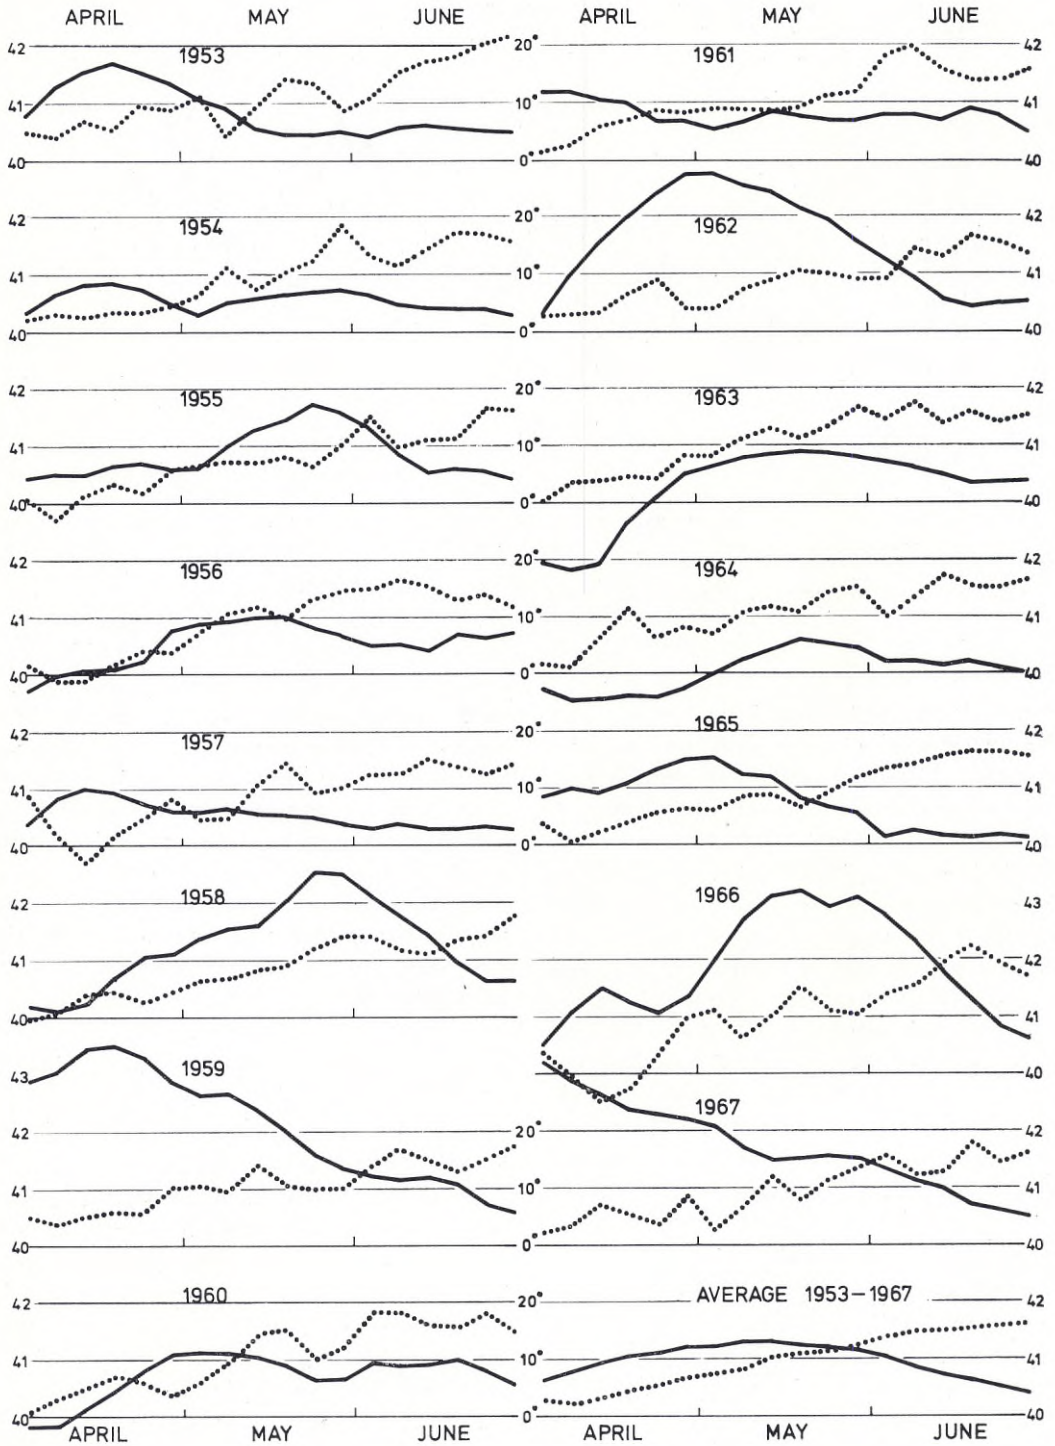 APRIL MAY JUNE APRIL MAY JUNE
42 1953 20° 1961 42
41 10° 41
40 0° 40
42 1954 20° 1962 42
41 10° 41
40 0° 40
42 1955 20° 1963 42
41 10° 41
40 0° 40
42 1956 20° 1964 42
41 10° 41
40 0° 40
42 1957 20° 1965 42
41 10° 41
40 0° 40
42 1958 1966 43
41 42
40 41
43 1959 40
1967
42 20° 42
41 10° 41
40 0° 40
42 1960 20° AVERAGE 1953–1967 42
41 10° 41
40 0° 40
APRIL MAY JUNE APRIL MAY JUNE